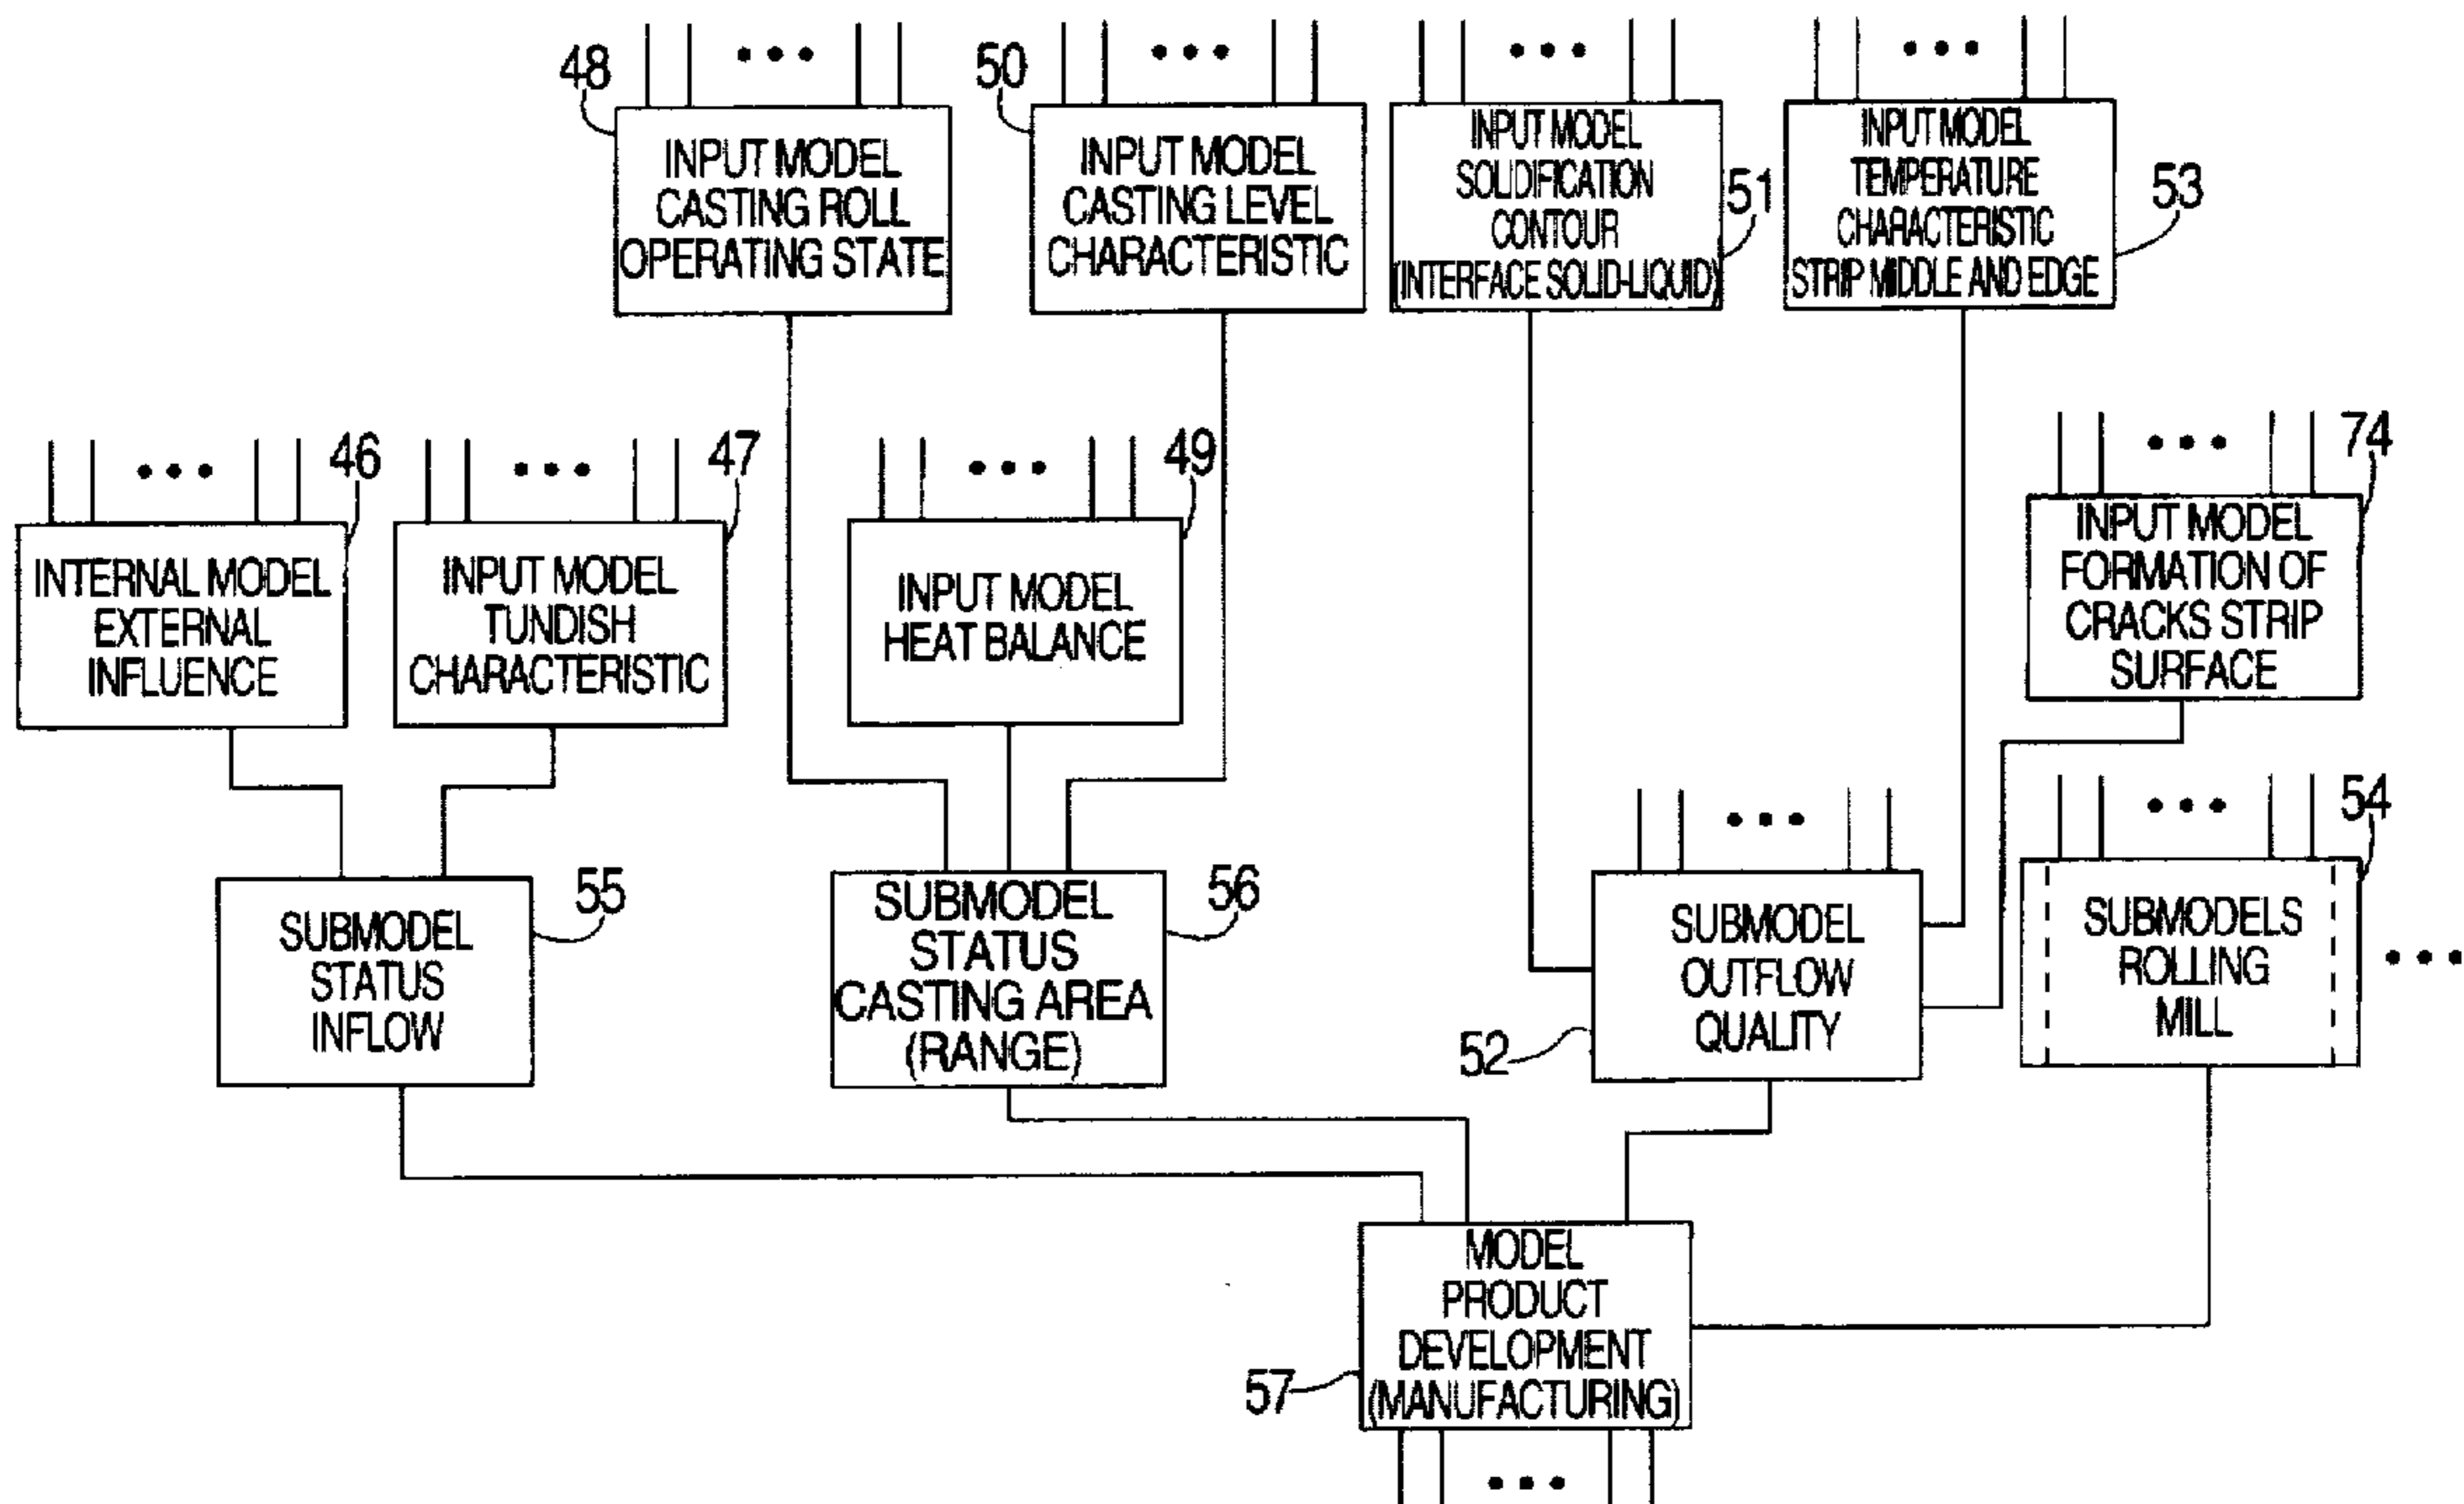 48
INPUT MODEL
CASTING ROLL
OPERATING STATE
50
INPUT MODEL
CASTING LEVEL
CHARACTERISTIC
INPUT MODEL
SOLIDIFICATION
CONTOUR
(INTERFACE SOLID-LIQUID)
51
INPUT MODEL
TEMPERATURE
CHARACTERISTIC
STRIP MIDDLE AND EDGE
53
46
INTERNAL MODEL
EXTERNAL
INFLUENCE
47
INPUT MODEL
TUNDISH
CHARACTERISTIC
49
INPUT MODEL
HEAT BALANCE
74
INPUT MODEL
FORMATION OF
CRACKS STRIP
SURFACE
55
SUBMODEL
STATUS
INFLOW
56
SUBMODEL
STATUS
CASTING AREA
(RANGE)
52
SUBMODEL
OUTFLOW
QUALITY
54
SUBMODELS
ROLLING
MILL
57
MODEL
PRODUCT
DEVELOPMENT
(MANUFACTURING)